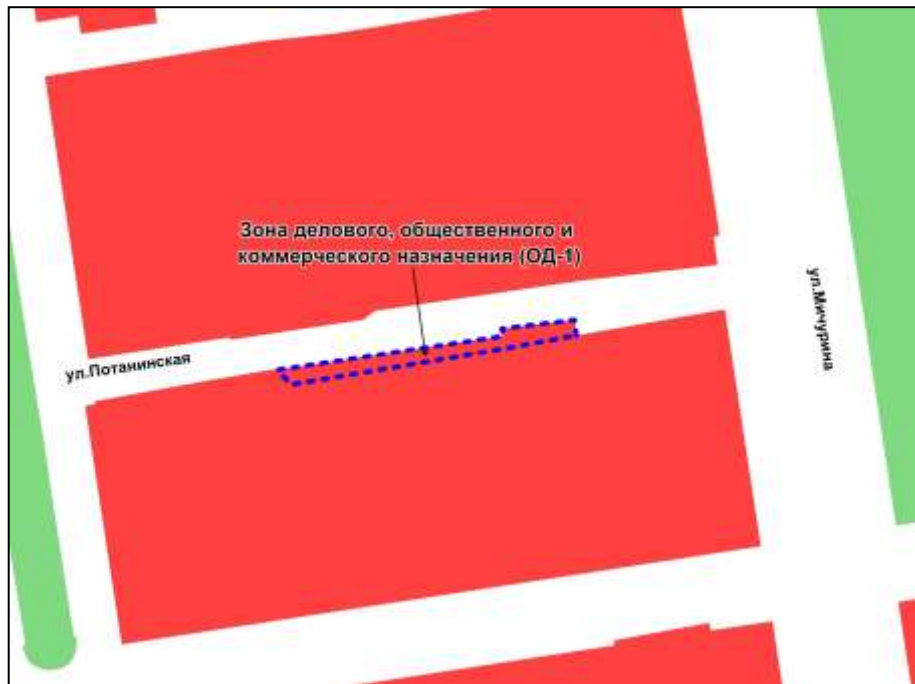 Зона делового, общественного и
коммерческого назначения (ОД-1)
ул.Потанинская
ул.Мичурина